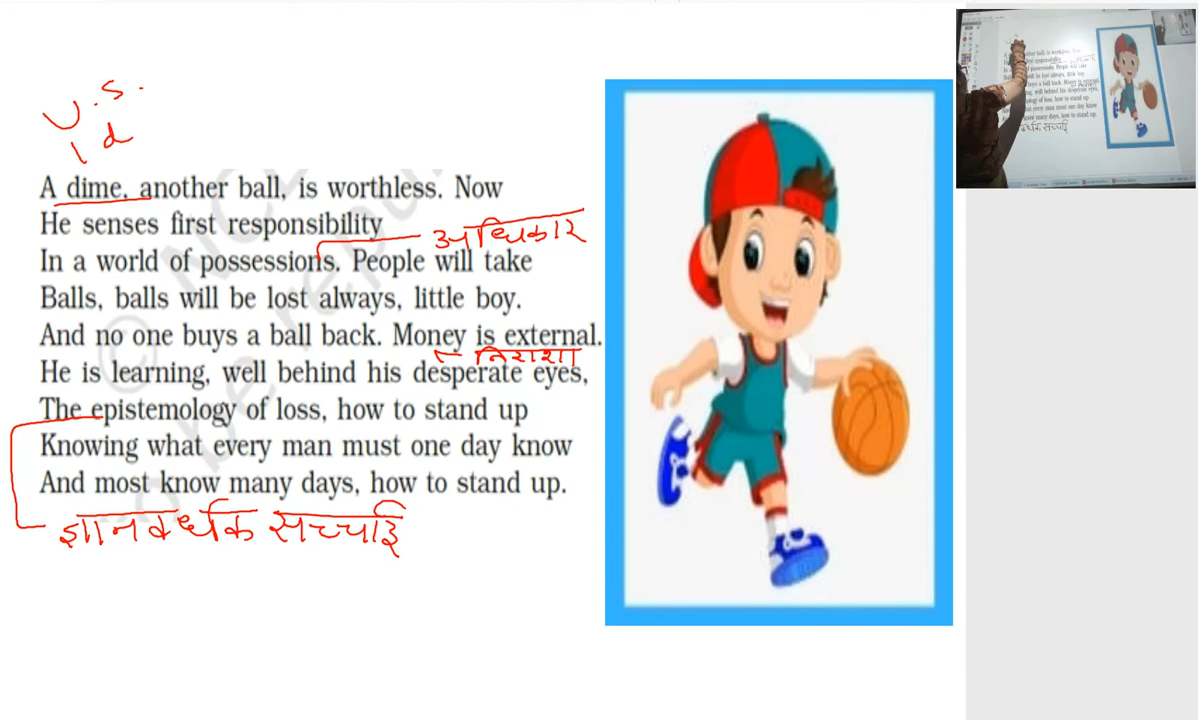 U.S.
1 d
A dime, another ball, is worthless. Now
He senses first responsibility
अधिकार
In a world of possessions. People will take
Balls, balls will be lost always, little boy.
And no one buys a ball back. Money is external.
निराशा
He is learning, well behind his desperate eyes,
The epistemology of loss, how to stand up
Knowing what every man must one day know
And most know many days, how to stand up.
ज्ञानवर्धक सच्चाई